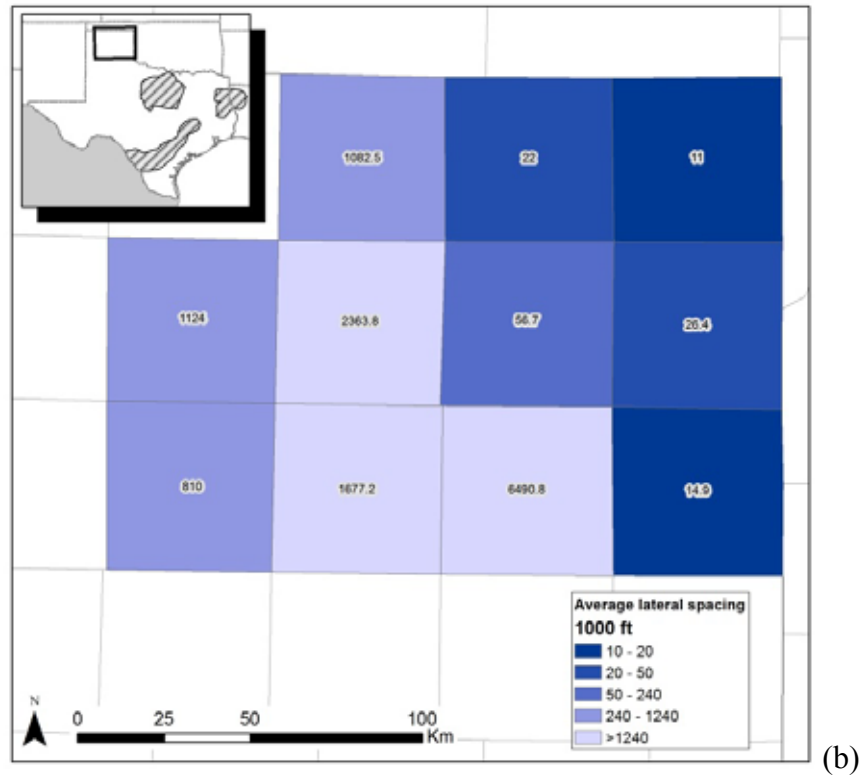 1082.5 22 11
1124 2363.8 56.7 26.4
810 1677.2 6490.8 14.9
Average lateral spacing
1000 ft
10 - 20
20 - 50
50 - 240
240 - 1240
>1240
N
0 25 50 100
Km
(b)